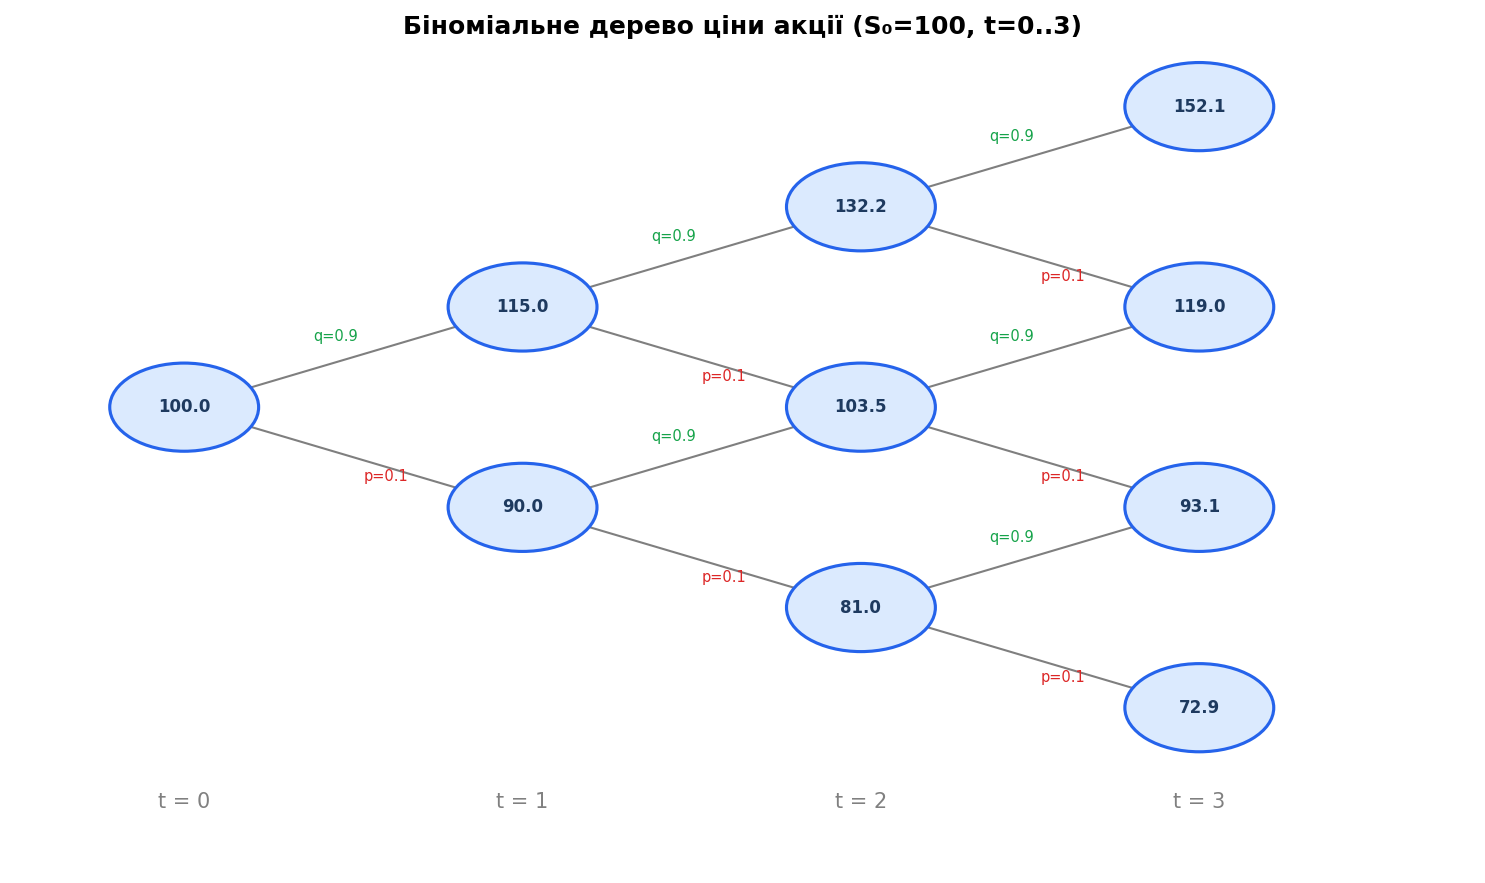 Біноміальне дерево ціни акції (S₀=100, t=0..3)
152.1
q=0.9
132.2
q=0.9
p=0.1
115.0
119.0
q=0.9
q=0.9
p=0.1
100.0
103.5
q=0.9
p=0.1
p=0.1
90.0
93.1
q=0.9
p=0.1
81.0
p=0.1
72.9
t = 0
t = 1
t = 2
t = 3